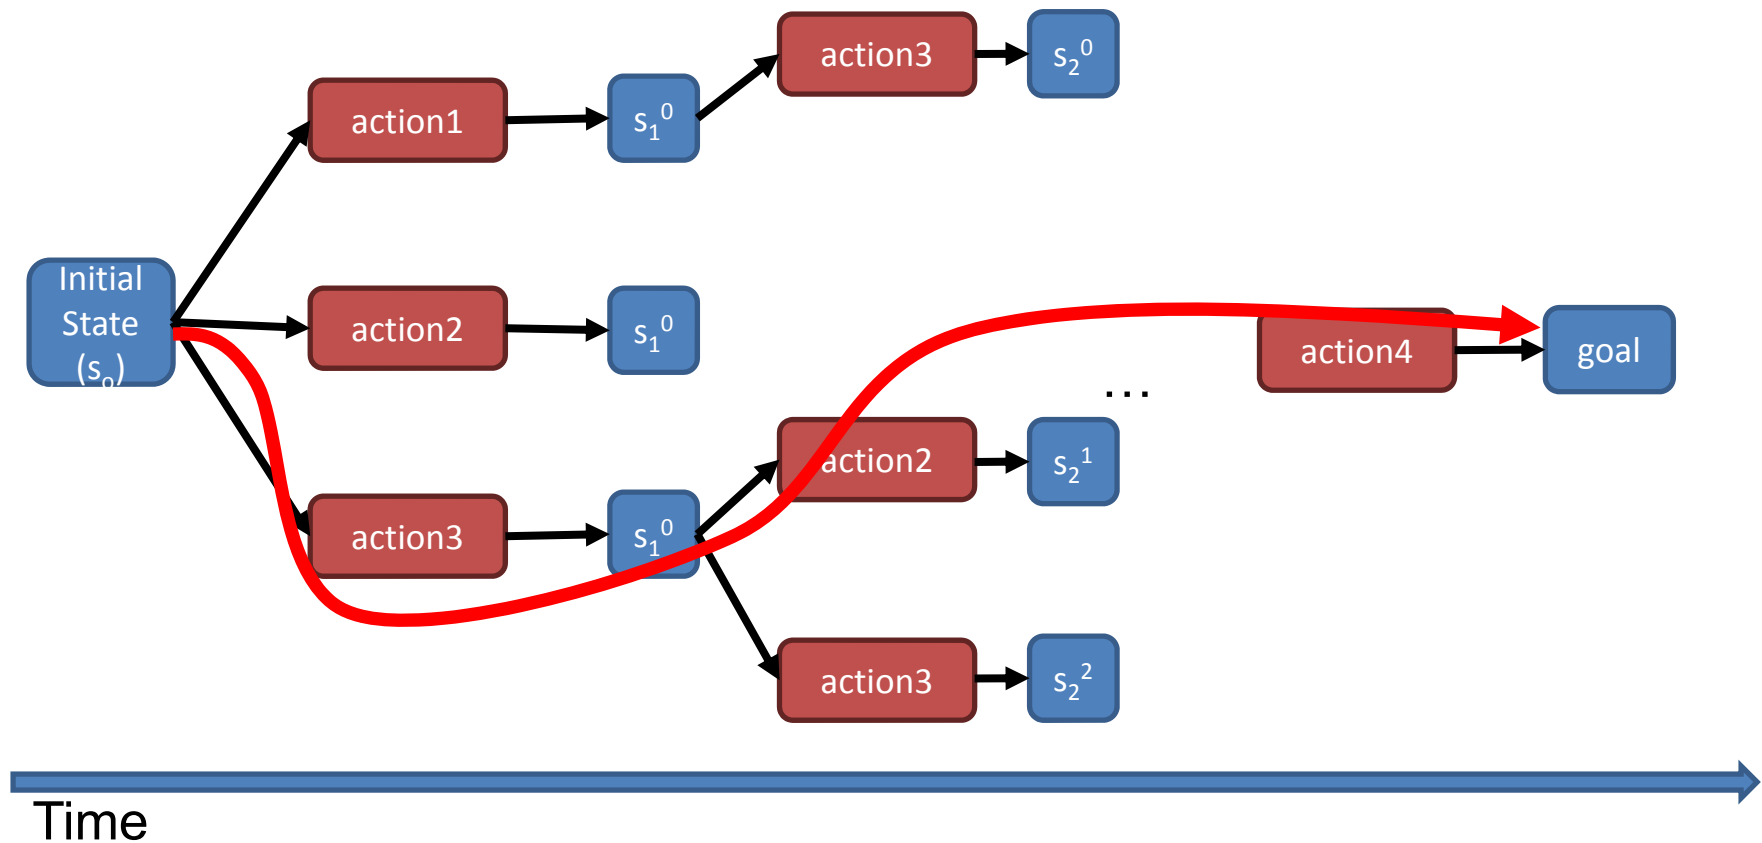 action3
s₂⁰
action1
s₁⁰
Initial
State
(s₀)
action2
s₁⁰
action4
goal
...
action2
s₂¹
action3
s₁⁰
action3
s₂²
Time